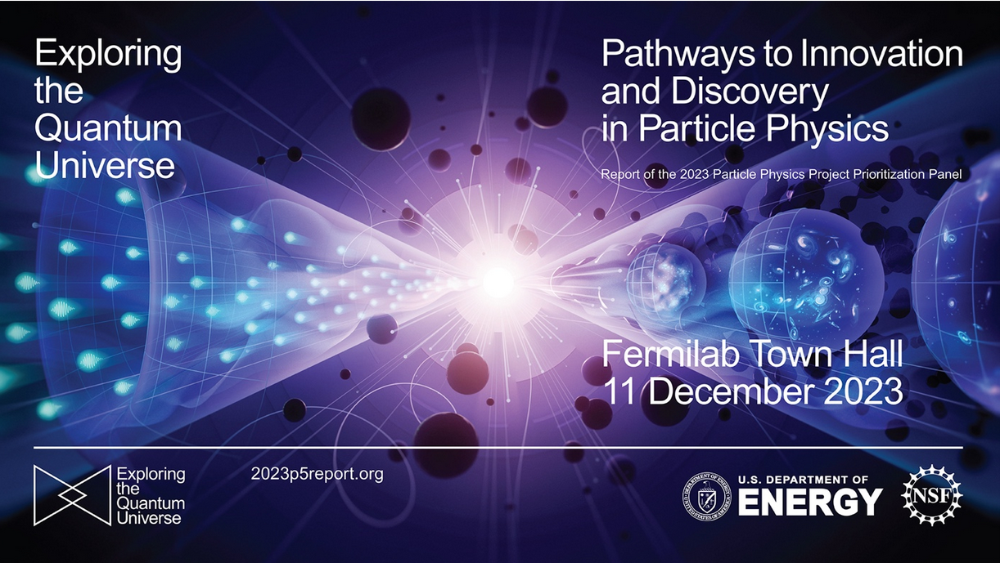 Exploring
the
Quantum
Universe
Pathways to Innovation
and Discovery
in Particle Physics
Report of the 2023 Particle Physics Project Prioritization Panel
Fermilab Town Hall
11 December 2023
Exploring
the
Quantum
Universe
2023p5report.org
DEPARTMENT OF ENERGY
UNITED STATES OF AMERICA
U.S. DEPARTMENT OF
ENERGY
NSF